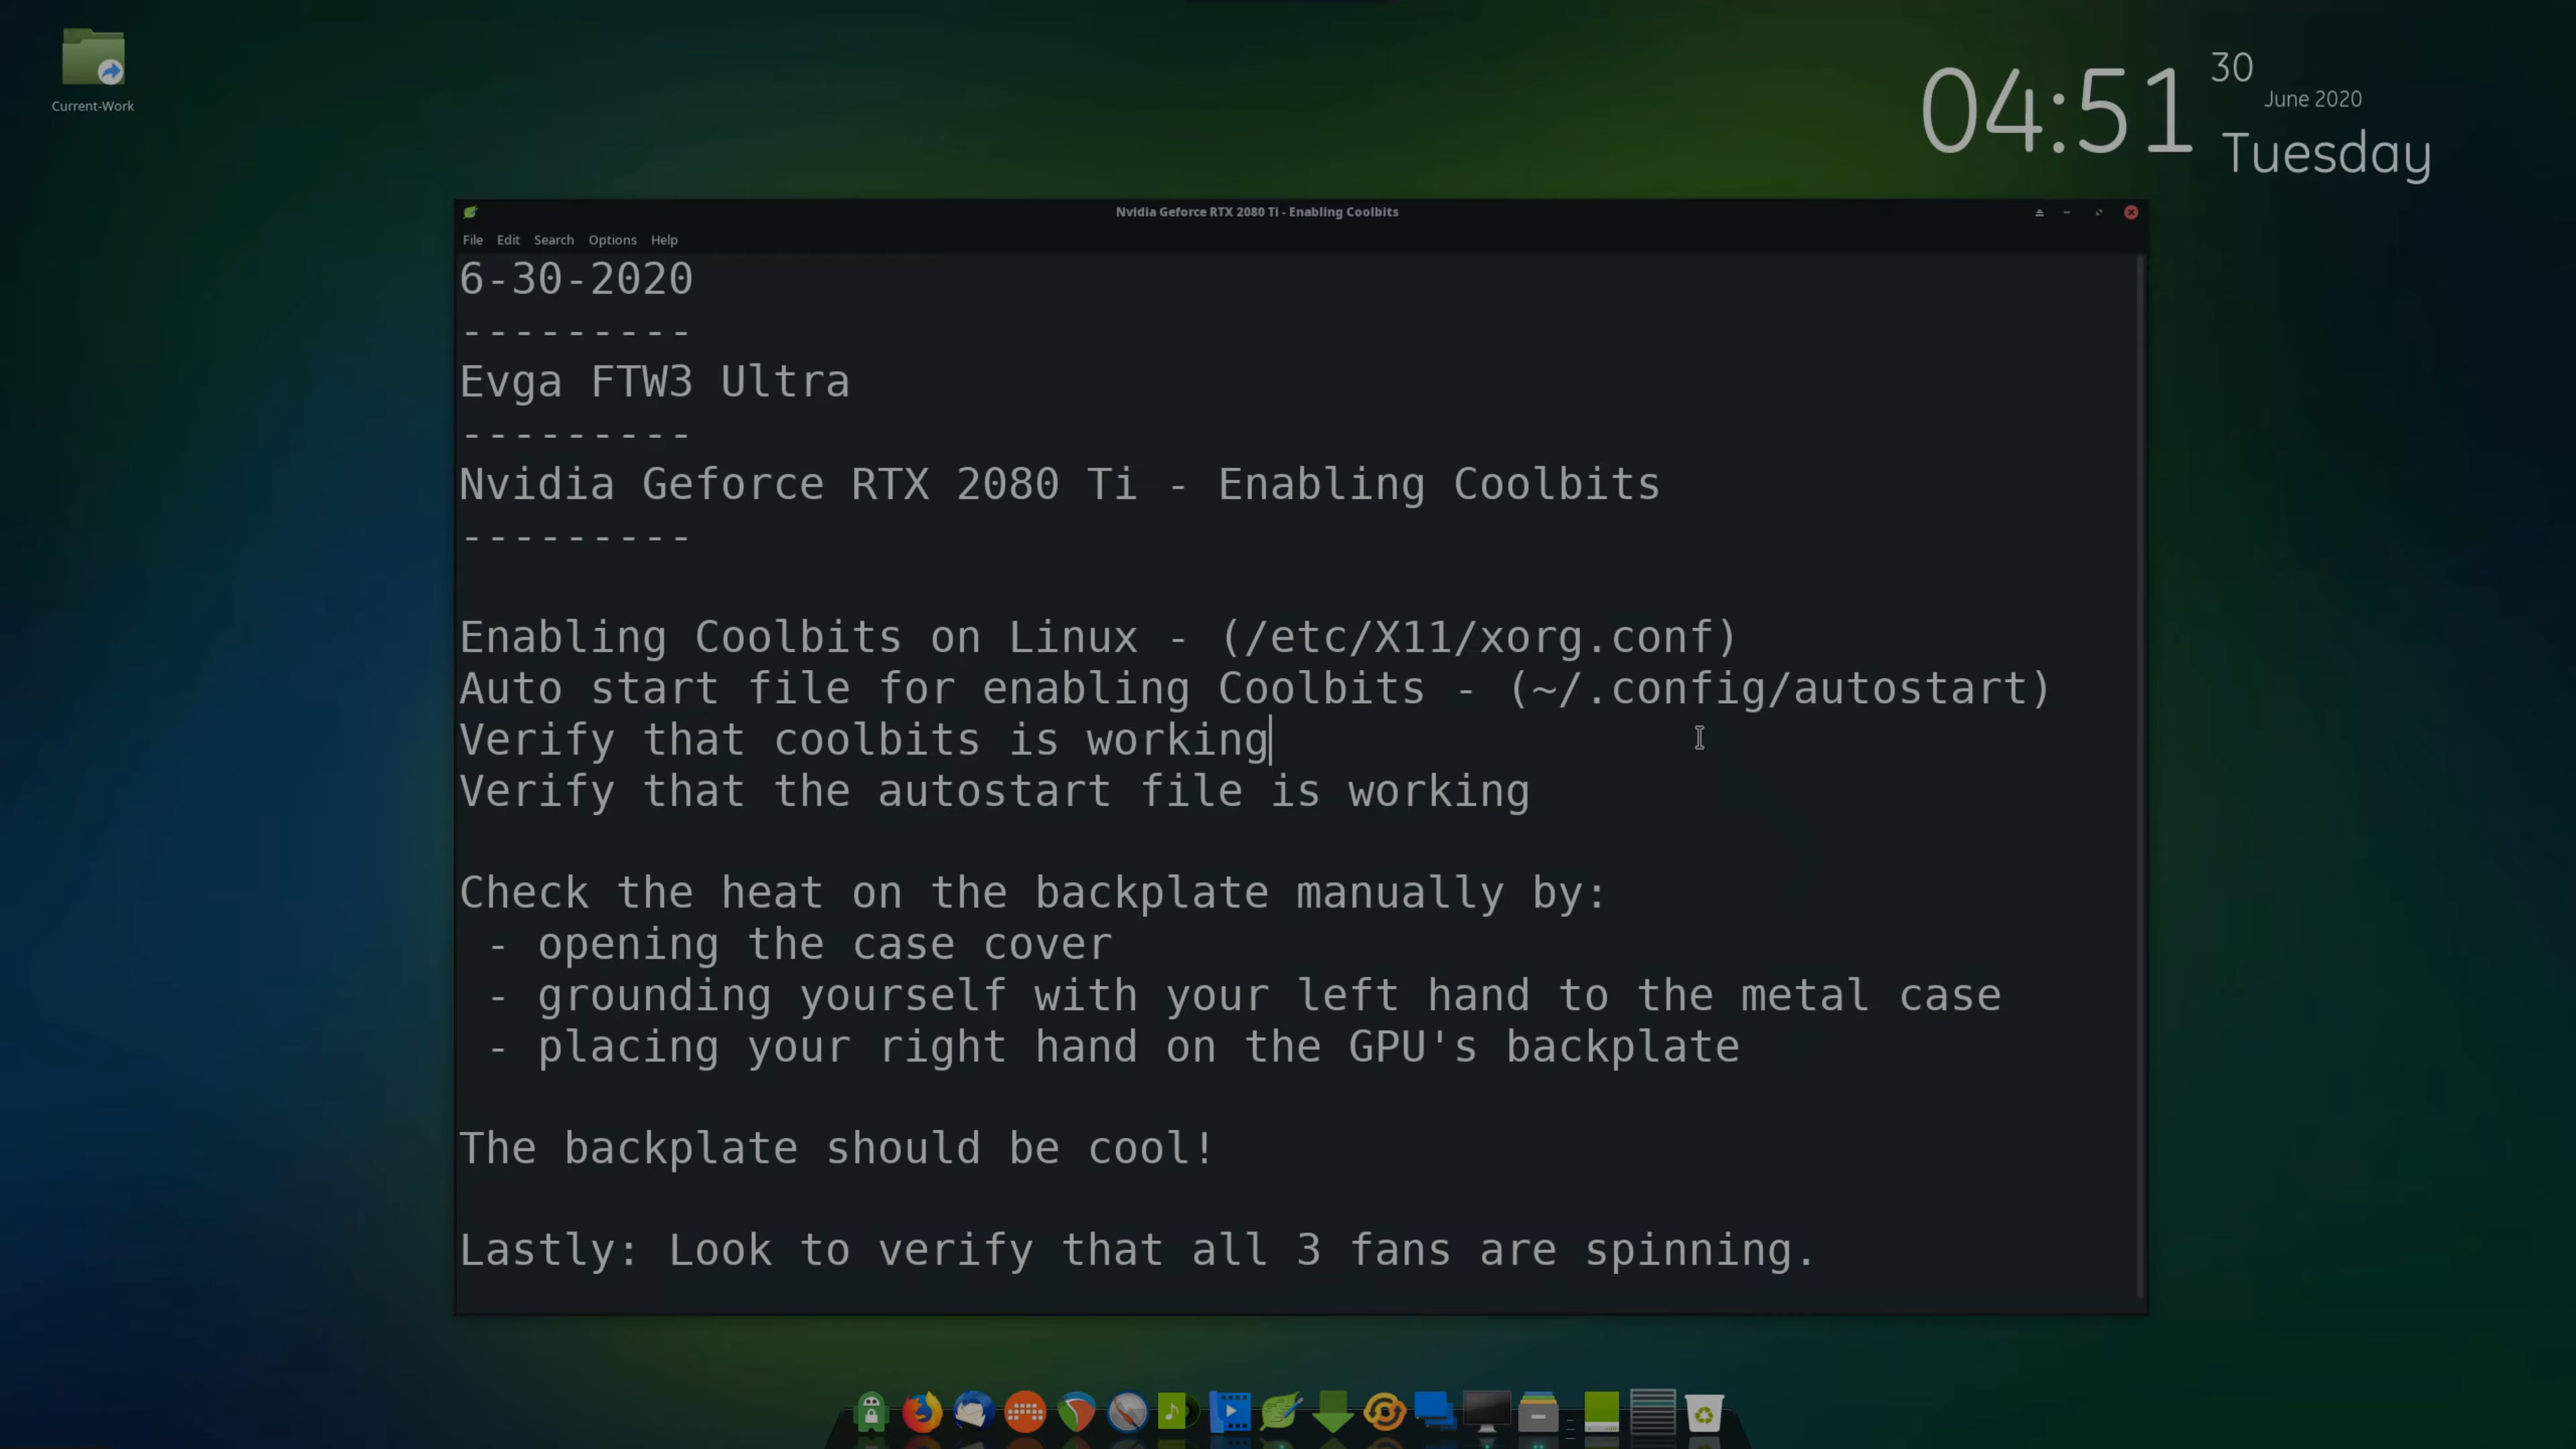 Current-Work
04:51
30
June 2020
Tuesday
Nvidia Geforce RTX 2080 Ti - Enabling Coolbits
File Edit Search Options Help
6-30-2020
---------
Evga FTW3 Ultra
---------
Nvidia Geforce RTX 2080 Ti - Enabling Coolbits
---------
Enabling Coolbits on Linux - (/etc/X11/xorg.conf)
Auto start file for enabling Coolbits - (~/.config/autostart)
Verify that coolbits is working
Verify that the autostart file is working
Check the heat on the backplate manually by:
- opening the case cover
- grounding yourself with your left hand to the metal case
- placing your right hand on the GPU's backplate
The backplate should be cool!
Lastly: Look to verify that all 3 fans are spinning.